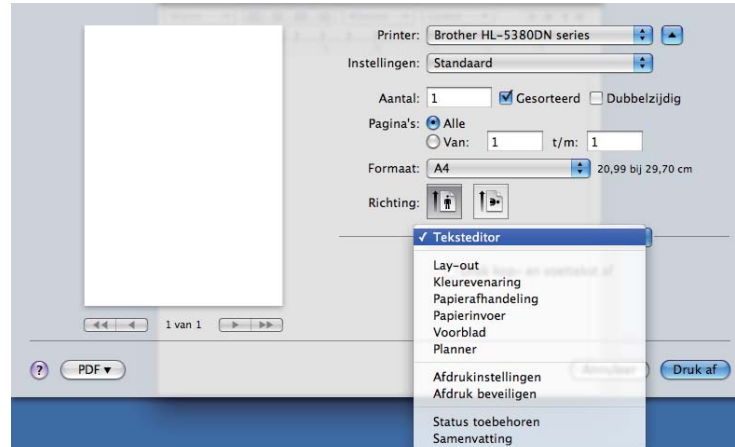 Printer: Brother HL-5380DN series
Instellingen: Standaard
Aantal: 1 Gesorteerd Dubbelzijdig
Pagina's: Alle
Van: 1 t/m: 1
Formaat: A4 20,99 bij 29,70 cm
Richting:
✓ Teksteditor
Lay-out
Kleurevenaring
Papierafhandeling
Papierinvoer
Voorblad
Planner
Afdrukinstellingen
Afdruk beveiligen
Status toebehoren
Samenvatting
1 van 1
? PDF ▾ Annuleer Druk af